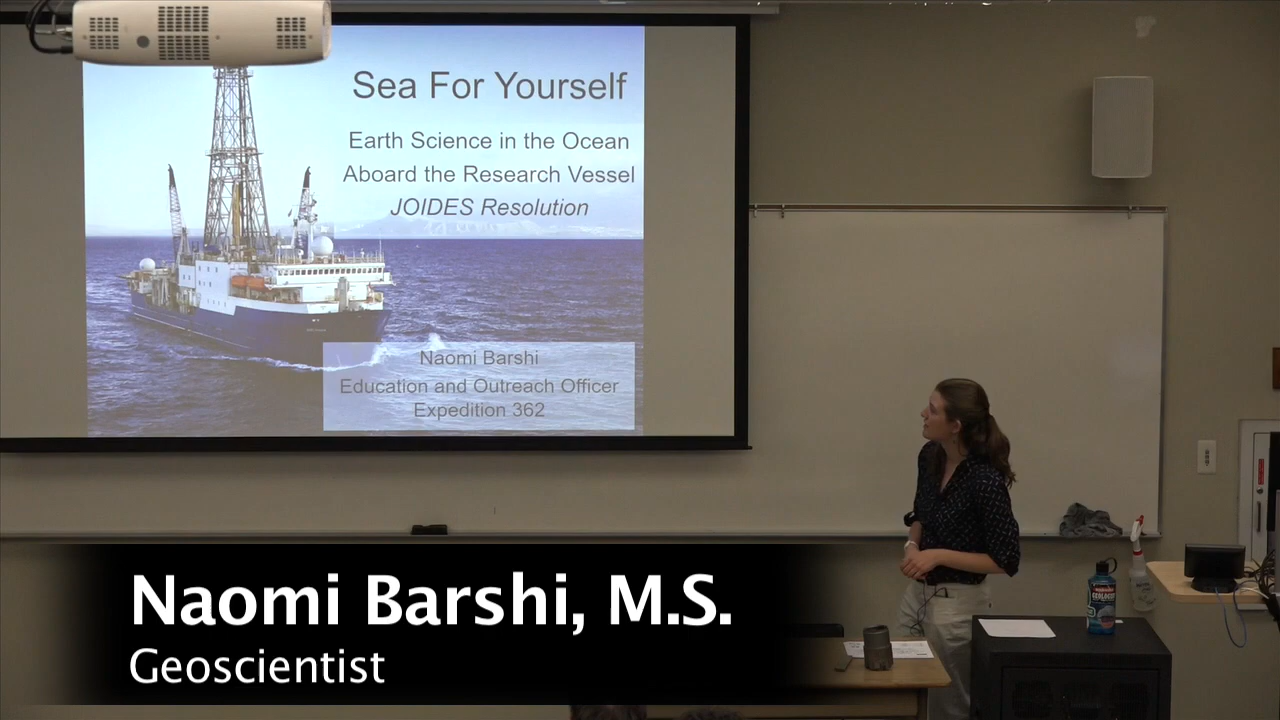 Sea For Yourself
Earth Science in the Ocean
Aboard the Research Vessel
JOIDES Resolution
Naomi Barshi
Education and Outreach Officer
Expedition 362
Naomi Barshi, M.S.
Geoscientist